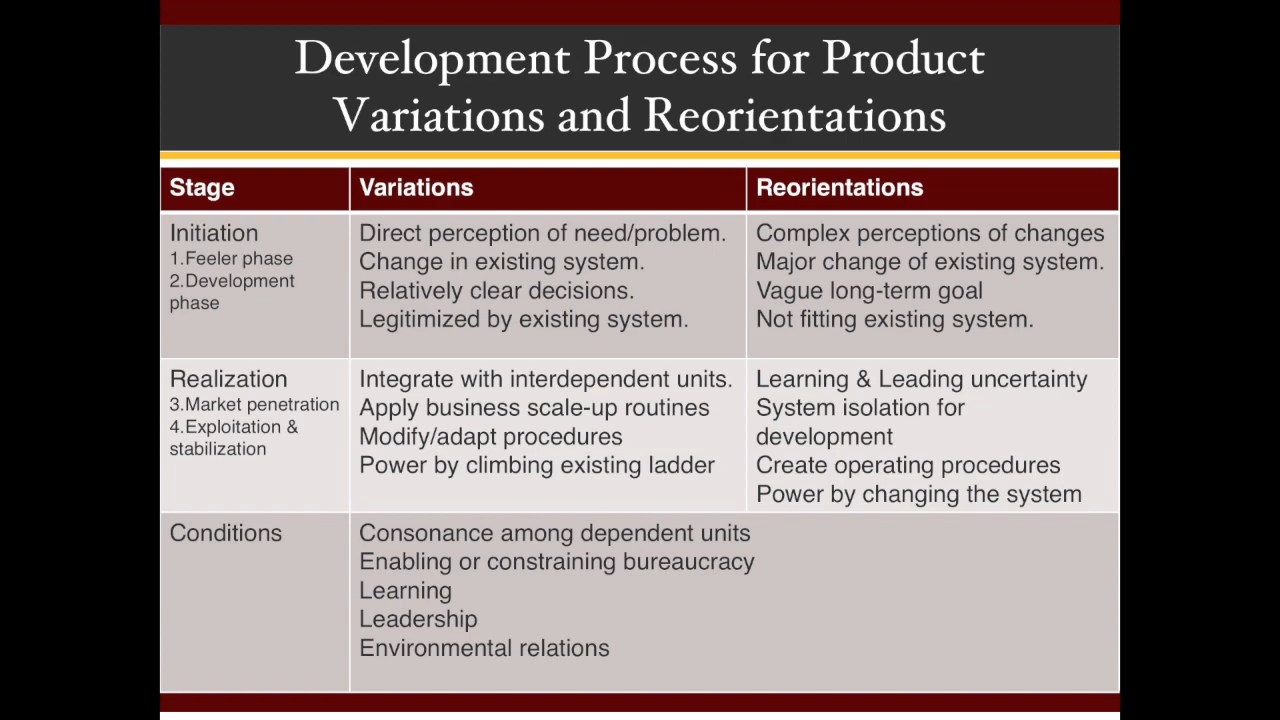 Development Process for Product
Variations and Reorientations
Stage
Variations
Reorientations
Initiation
1.Feeler phase
2.Development
phase
Direct perception of need/problem.
Change in existing system.
Relatively clear decisions.
Legitimized by existing system.
Complex perceptions of changes
Major change of existing system.
Vague long-term goal
Not fitting existing system.
Realization
3.Market penetration
4.Exploitation &
stabilization
Integrate with interdependent units.
Apply business scale-up routines
Modify/adapt procedures
Power by climbing existing ladder
Learning & Leading uncertainty
System isolation for
development
Create operating procedures
Power by changing the system
Conditions
Consonance among dependent units
Enabling or constraining bureaucracy
Learning
Leadership
Environmental relations